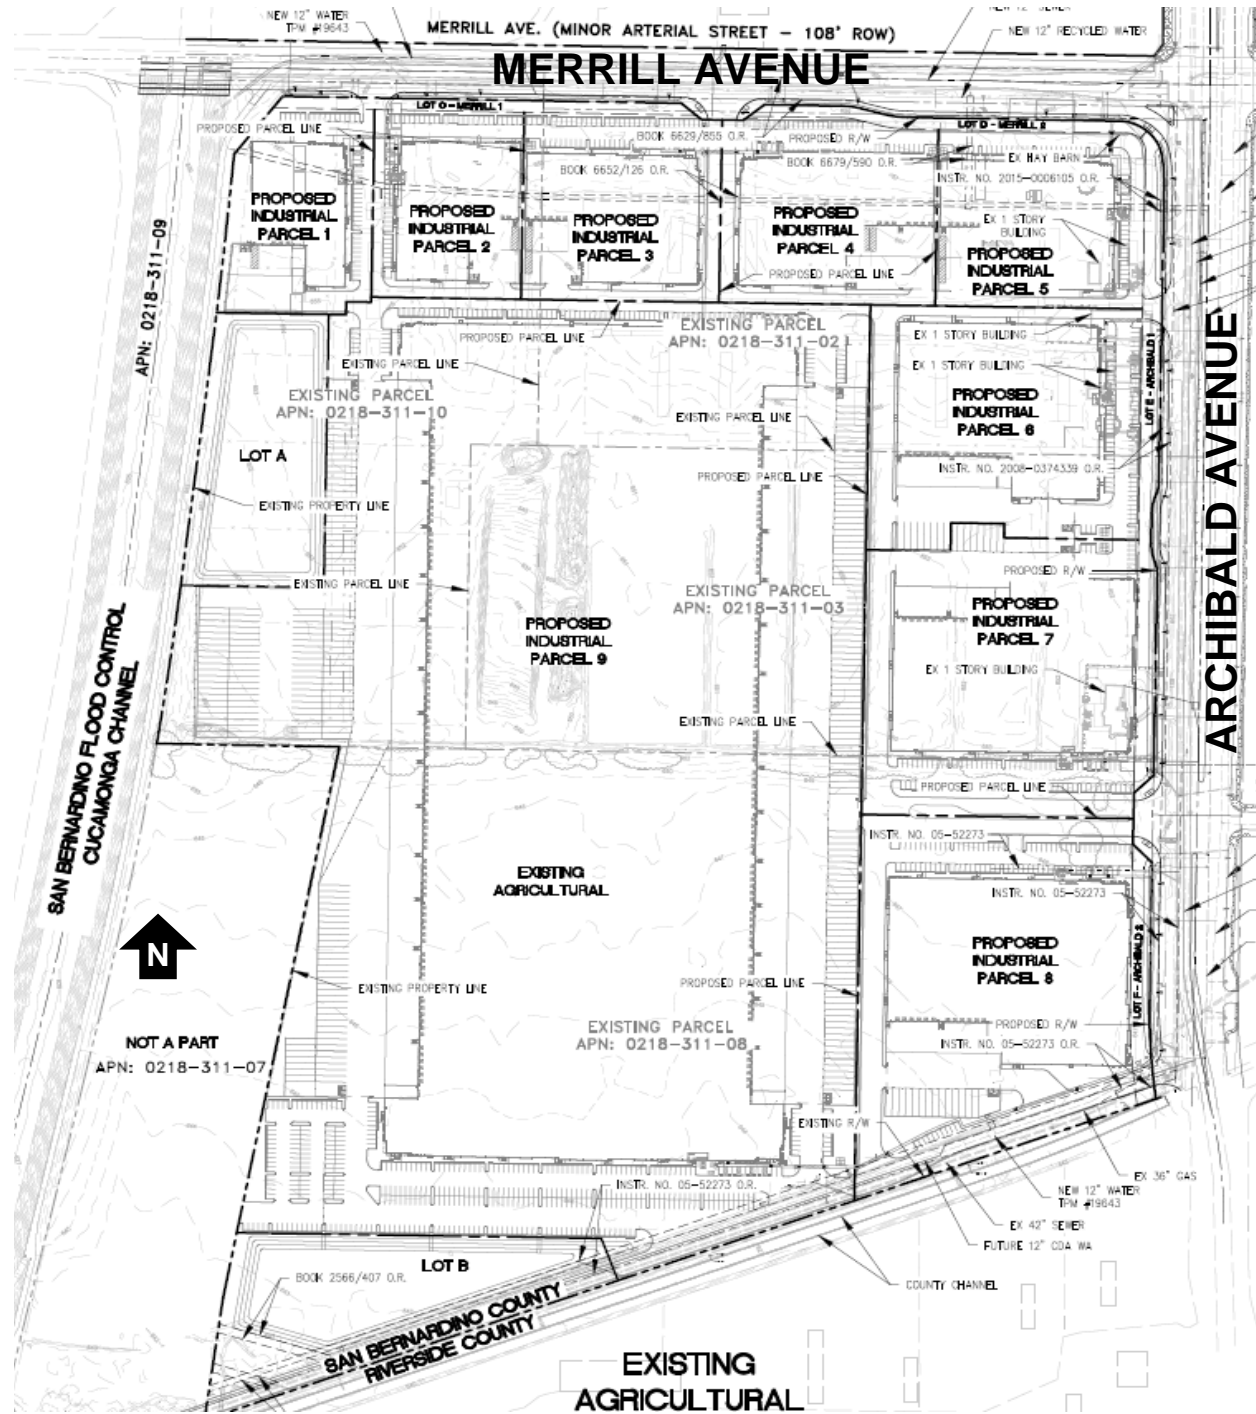 NEW 12" WATER
TPM #19643
NEW 12" SEWER
MERRILL AVE. (MINOR ARTERIAL STREET - 108' ROW)
NEW 12" RECYCLED WATER
MERRILL AVENUE
LOT C - MERRILL 1
PROPOSED PARCEL LINE
BOOK 6629/855 O.R.
PROPOSED R/W
LOT D - MERRILL 2
BOOK 6652/126 O.R.
BOOK 6679/590 O.R.
EX HAY BARN
INSTR. NO. 2015-0006105 O.R.
PROPOSED
INDUSTRIAL
PARCEL 1
PROPOSED
INDUSTRIAL
PARCEL 2
PROPOSED
INDUSTRIAL
PARCEL 3
PROPOSED
INDUSTRIAL
PARCEL 4
EX 1 STORY
BUILDING
PROPOSED
INDUSTRIAL
PARCEL 5
PROPOSED PARCEL LINE
APN: 0218-311-09
EXISTING PARCEL
APN: 0218-311-02
PROPOSED PARCEL LINE
EX 1 STORY BUILDING
EXISTING PARCEL LINE
EX 1 STORY BUILDING
LOT E - ARCHIBALD 1
ARCHIBALD AVENUE
EXISTING PARCEL
APN: 0218-311-10
EXISTING PARCEL LINE
PROPOSED
INDUSTRIAL
PARCEL 6
LOT A
INSTR. NO. 2008-0374339 O.R.
PROPOSED PARCEL LINE
EXISTING PROPERTY LINE
PROPOSED R/W
EXISTING PARCEL LINE
EXISTING PARCEL
APN: 0218-311-03
PROPOSED
INDUSTRIAL
PARCEL 7
PROPOSED
INDUSTRIAL
PARCEL 9
EX 1 STORY BUILDING
SAN BERNARDINO FLOOD CONTROL
CUCAMONGA CHANNEL
EXISTING PARCEL LINE
PROPOSED PARCEL LINE
INSTR. NO. 05-52273
EXISTING
AGRICULTURAL
INSTR. NO. 05-52273
N
PROPOSED
INDUSTRIAL
PARCEL 8
LOT F - ARCHIBALD 2
PROPOSED PARCEL LINE
EXISTING PROPERTY LINE
EXISTING PARCEL
APN: 0218-311-08
PROPOSED R/W
INSTR. NO. 05-52273 O.R.
NOT A PART
APN: 0218-311-07
EXISTING R/W
EX 36" GAS
INSTR. NO. 05-52273 O.R.
NEW 12" WATER
TPM #19643
EX 42" SEWER
FUTURE 12" CDA WA
LOT B
BOOK 2566/407 O.R.
COUNTY CHANNEL
SAN BERNARDINO COUNTY
RIVERSIDE COUNTY
EXISTING
AGRICULTURAL